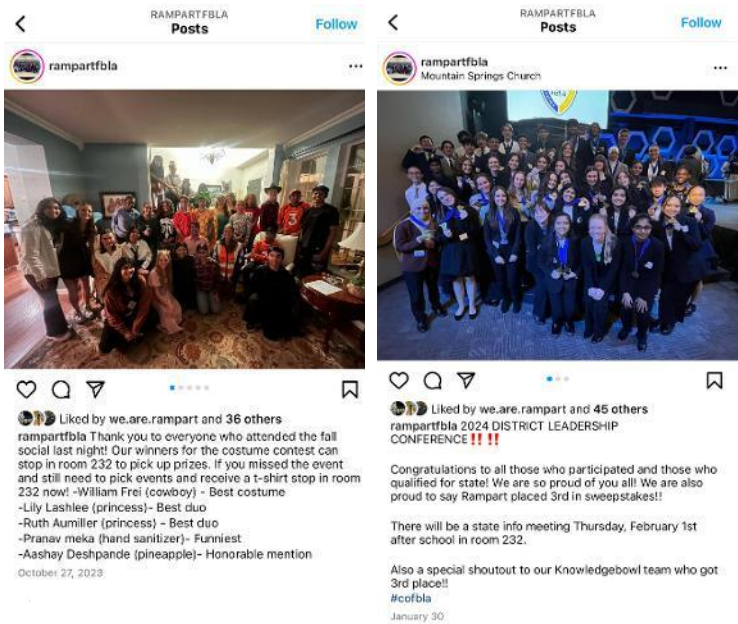 RAMPARTFBLA
Posts
Follow
rampartfbla
Liked by we.are.rampart and 36 others
rampartfbla Thank you to everyone who attended the fall
social last night! Our winners for the costume contest can
stop in room 232 to pick up prizes. If you missed the event
and still need to pick events and receive a t-shirt stop in room
232 now! -William Frei (cowboy) - Best costume
-Lily Lashlee (princess)- Best duo
-Ruth Aumiller (princess) - Best duo
-Pranav meka (hand sanitizer)- Funniest
-Aashay Deshpande (pineapple)- Honorable mention
October 27, 2023
RAMPARTFBLA
Posts
Follow
rampartfbla
Mountain Springs Church
Liked by we.are.rampart and 45 others
rampartfbla 2024 DISTRICT LEADERSHIP
CONFERENCE‼️ ‼️
Congratulations to all those who participated and those who
qualified for state! We are so proud of you all! We are also
proud to say Rampart placed 3rd in sweepstakes!!
There will be a state info meeting Thursday, February 1st
after school in room 232.
Also a special shoutout to our Knowledgebowl team who got
3rd place!!
#cofbla
January 30